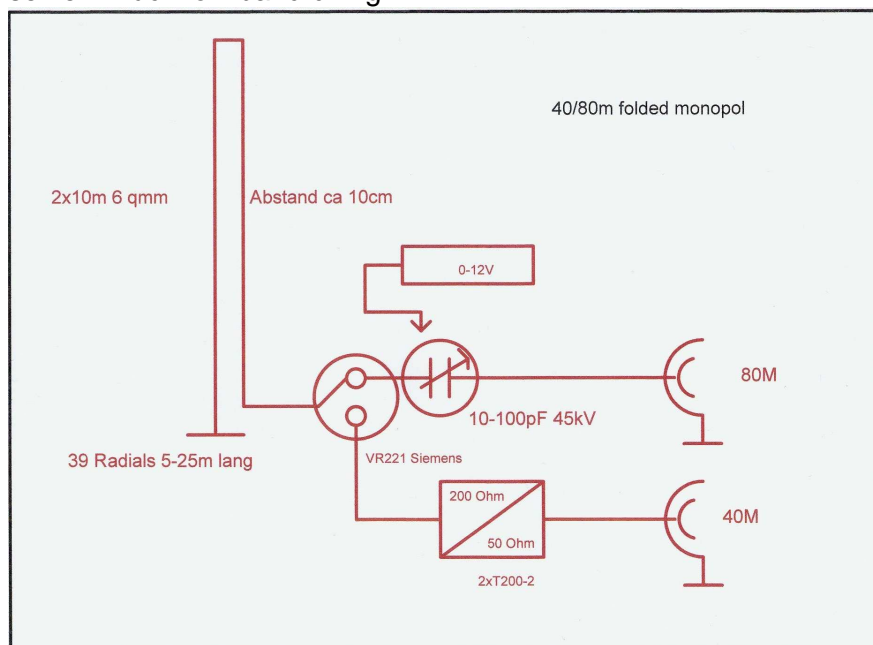 40/80m folded monopol
2x10m 6 qmm
Abstand ca 10cm
0-12V
80M
10-100pF 45kV
39 Radials 5-25m lang
VR221 Siemens
200 Ohm
50 Ohm
40M
2xT200-2